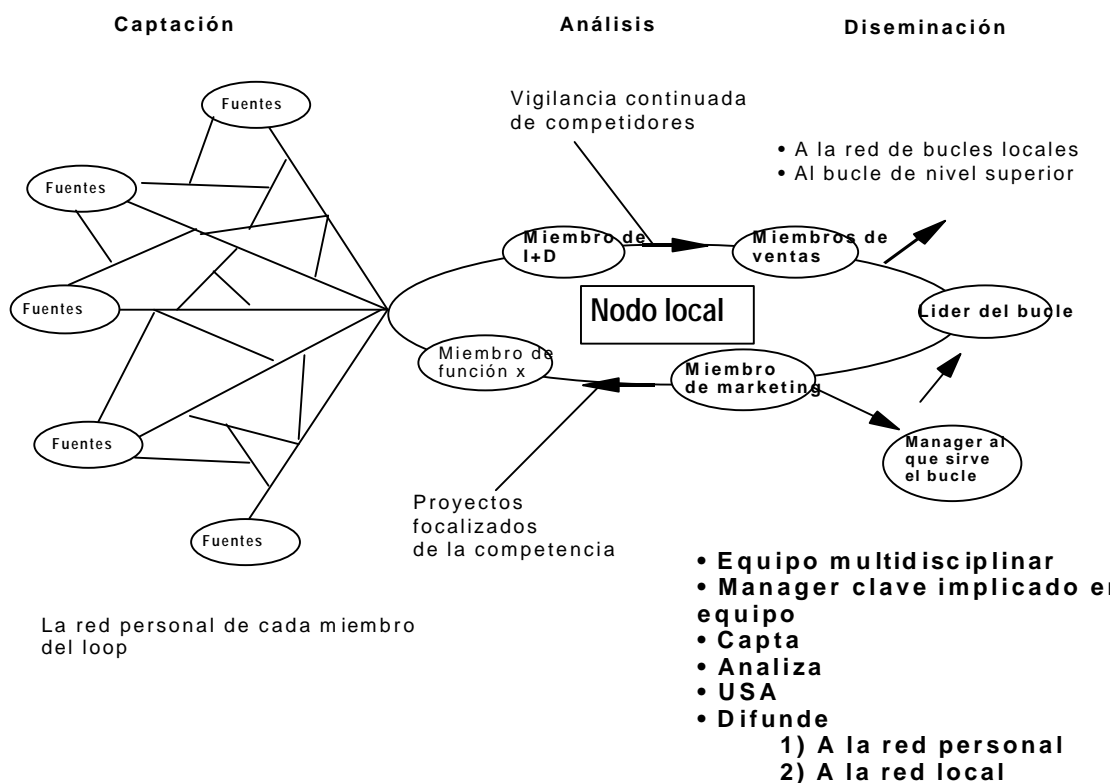 Captación
Análisis
Diseminación
Fuentes
Vigilancia continuada
de competidores
• A la red de bucles locales
• Al bucle de nivel superior
Fuentes
Miembro de
I+D
Miembros de
ventas
Fuentes
Nodo local
Lider del bucle
Miembro de
función x
Miembro
de marketing
Fuentes
Manager al
que sirve
el bucle
Proyectos
focalizados
de la competencia
Fuentes
La red personal de cada miembro
del loop
• Equipo multidisciplinar
• Manager clave implicado en
equipo
• Capta
• Analiza
• USA
• Difunde
1) A la red personal
2) A la red local